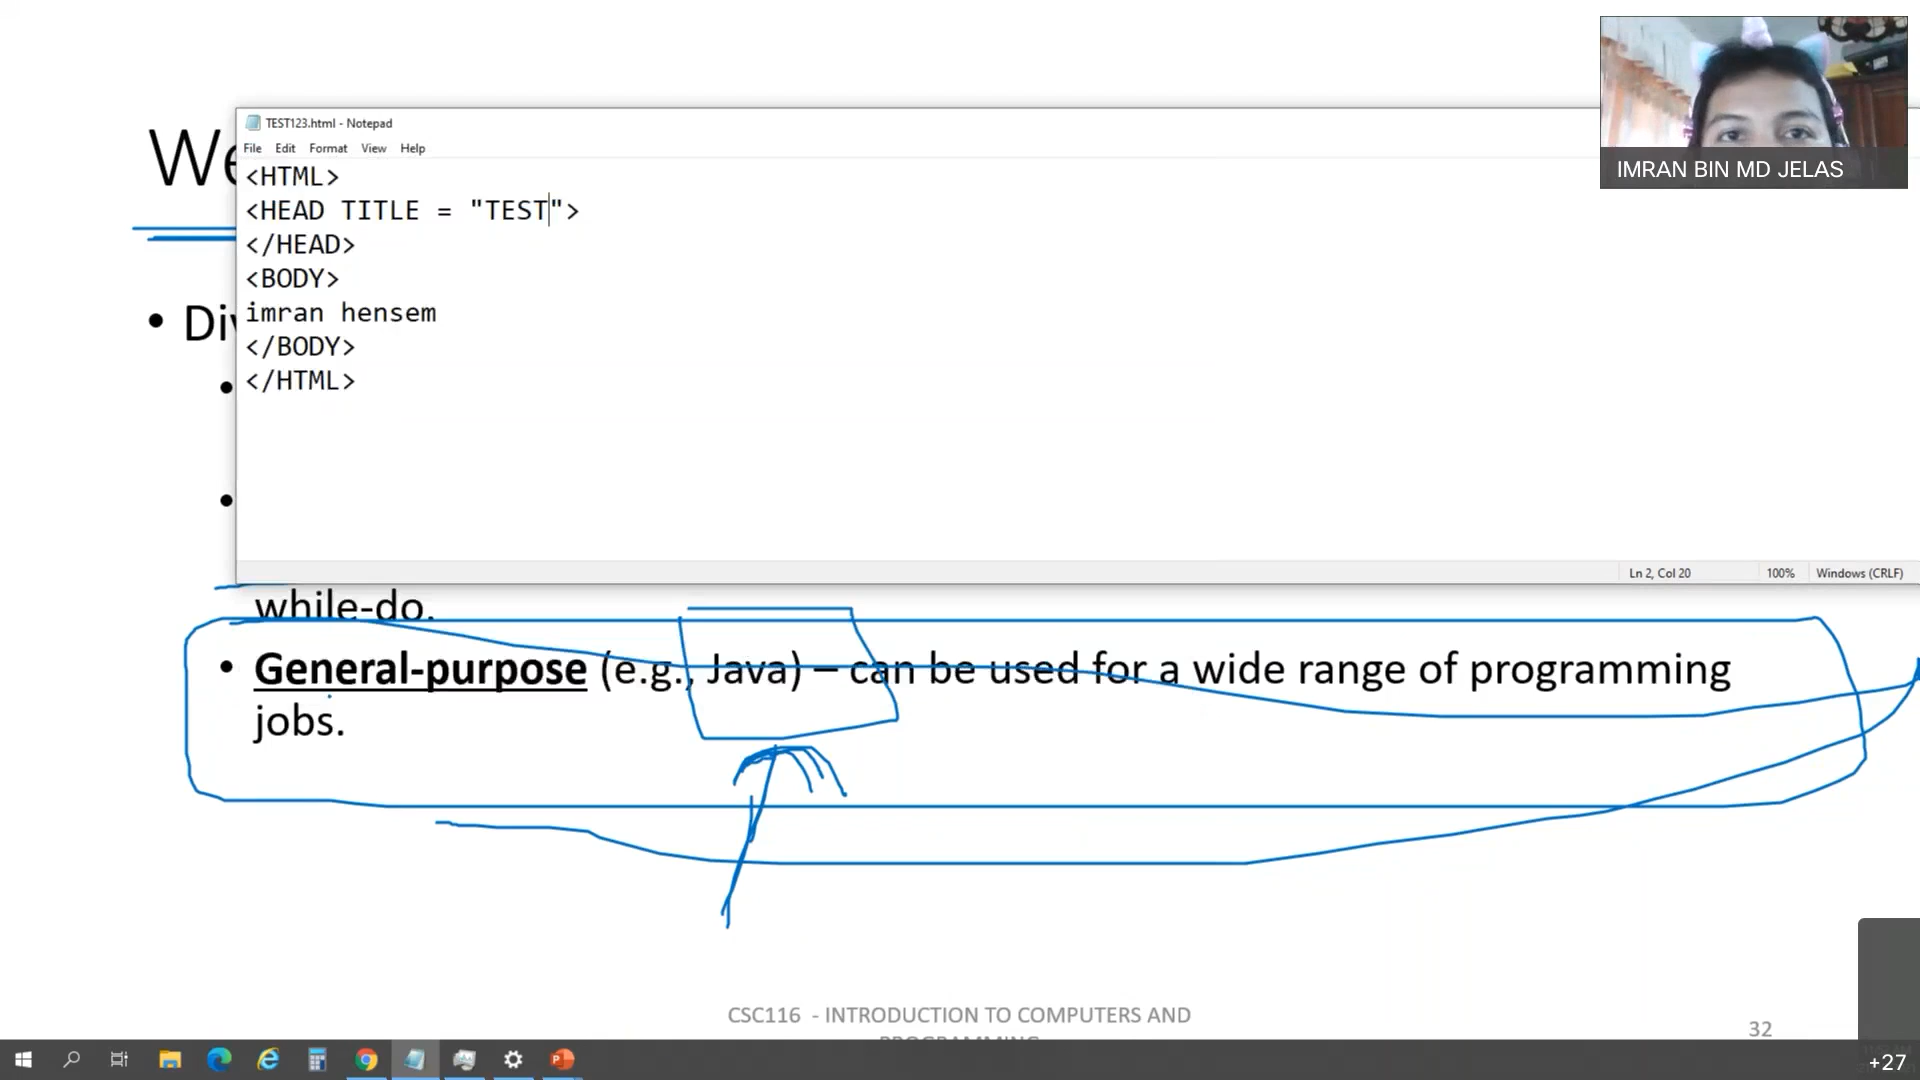 IMRAN BIN MD JELAS
We
TEST123.html - Notepad
File Edit Format View Help
<HTML>
<HEAD TITLE = "TEST">
</HEAD>
<BODY>
imran hensem
</BODY>
</HTML>
Ln 2, Col 20 100% Windows (CRLF)
• Div
•
•
while-do.
• General-purpose (e.g., Java) – can be used for a wide range of programming
jobs.
CSC116 - INTRODUCTION TO COMPUTERS AND
PROGRAMMING
32
+27